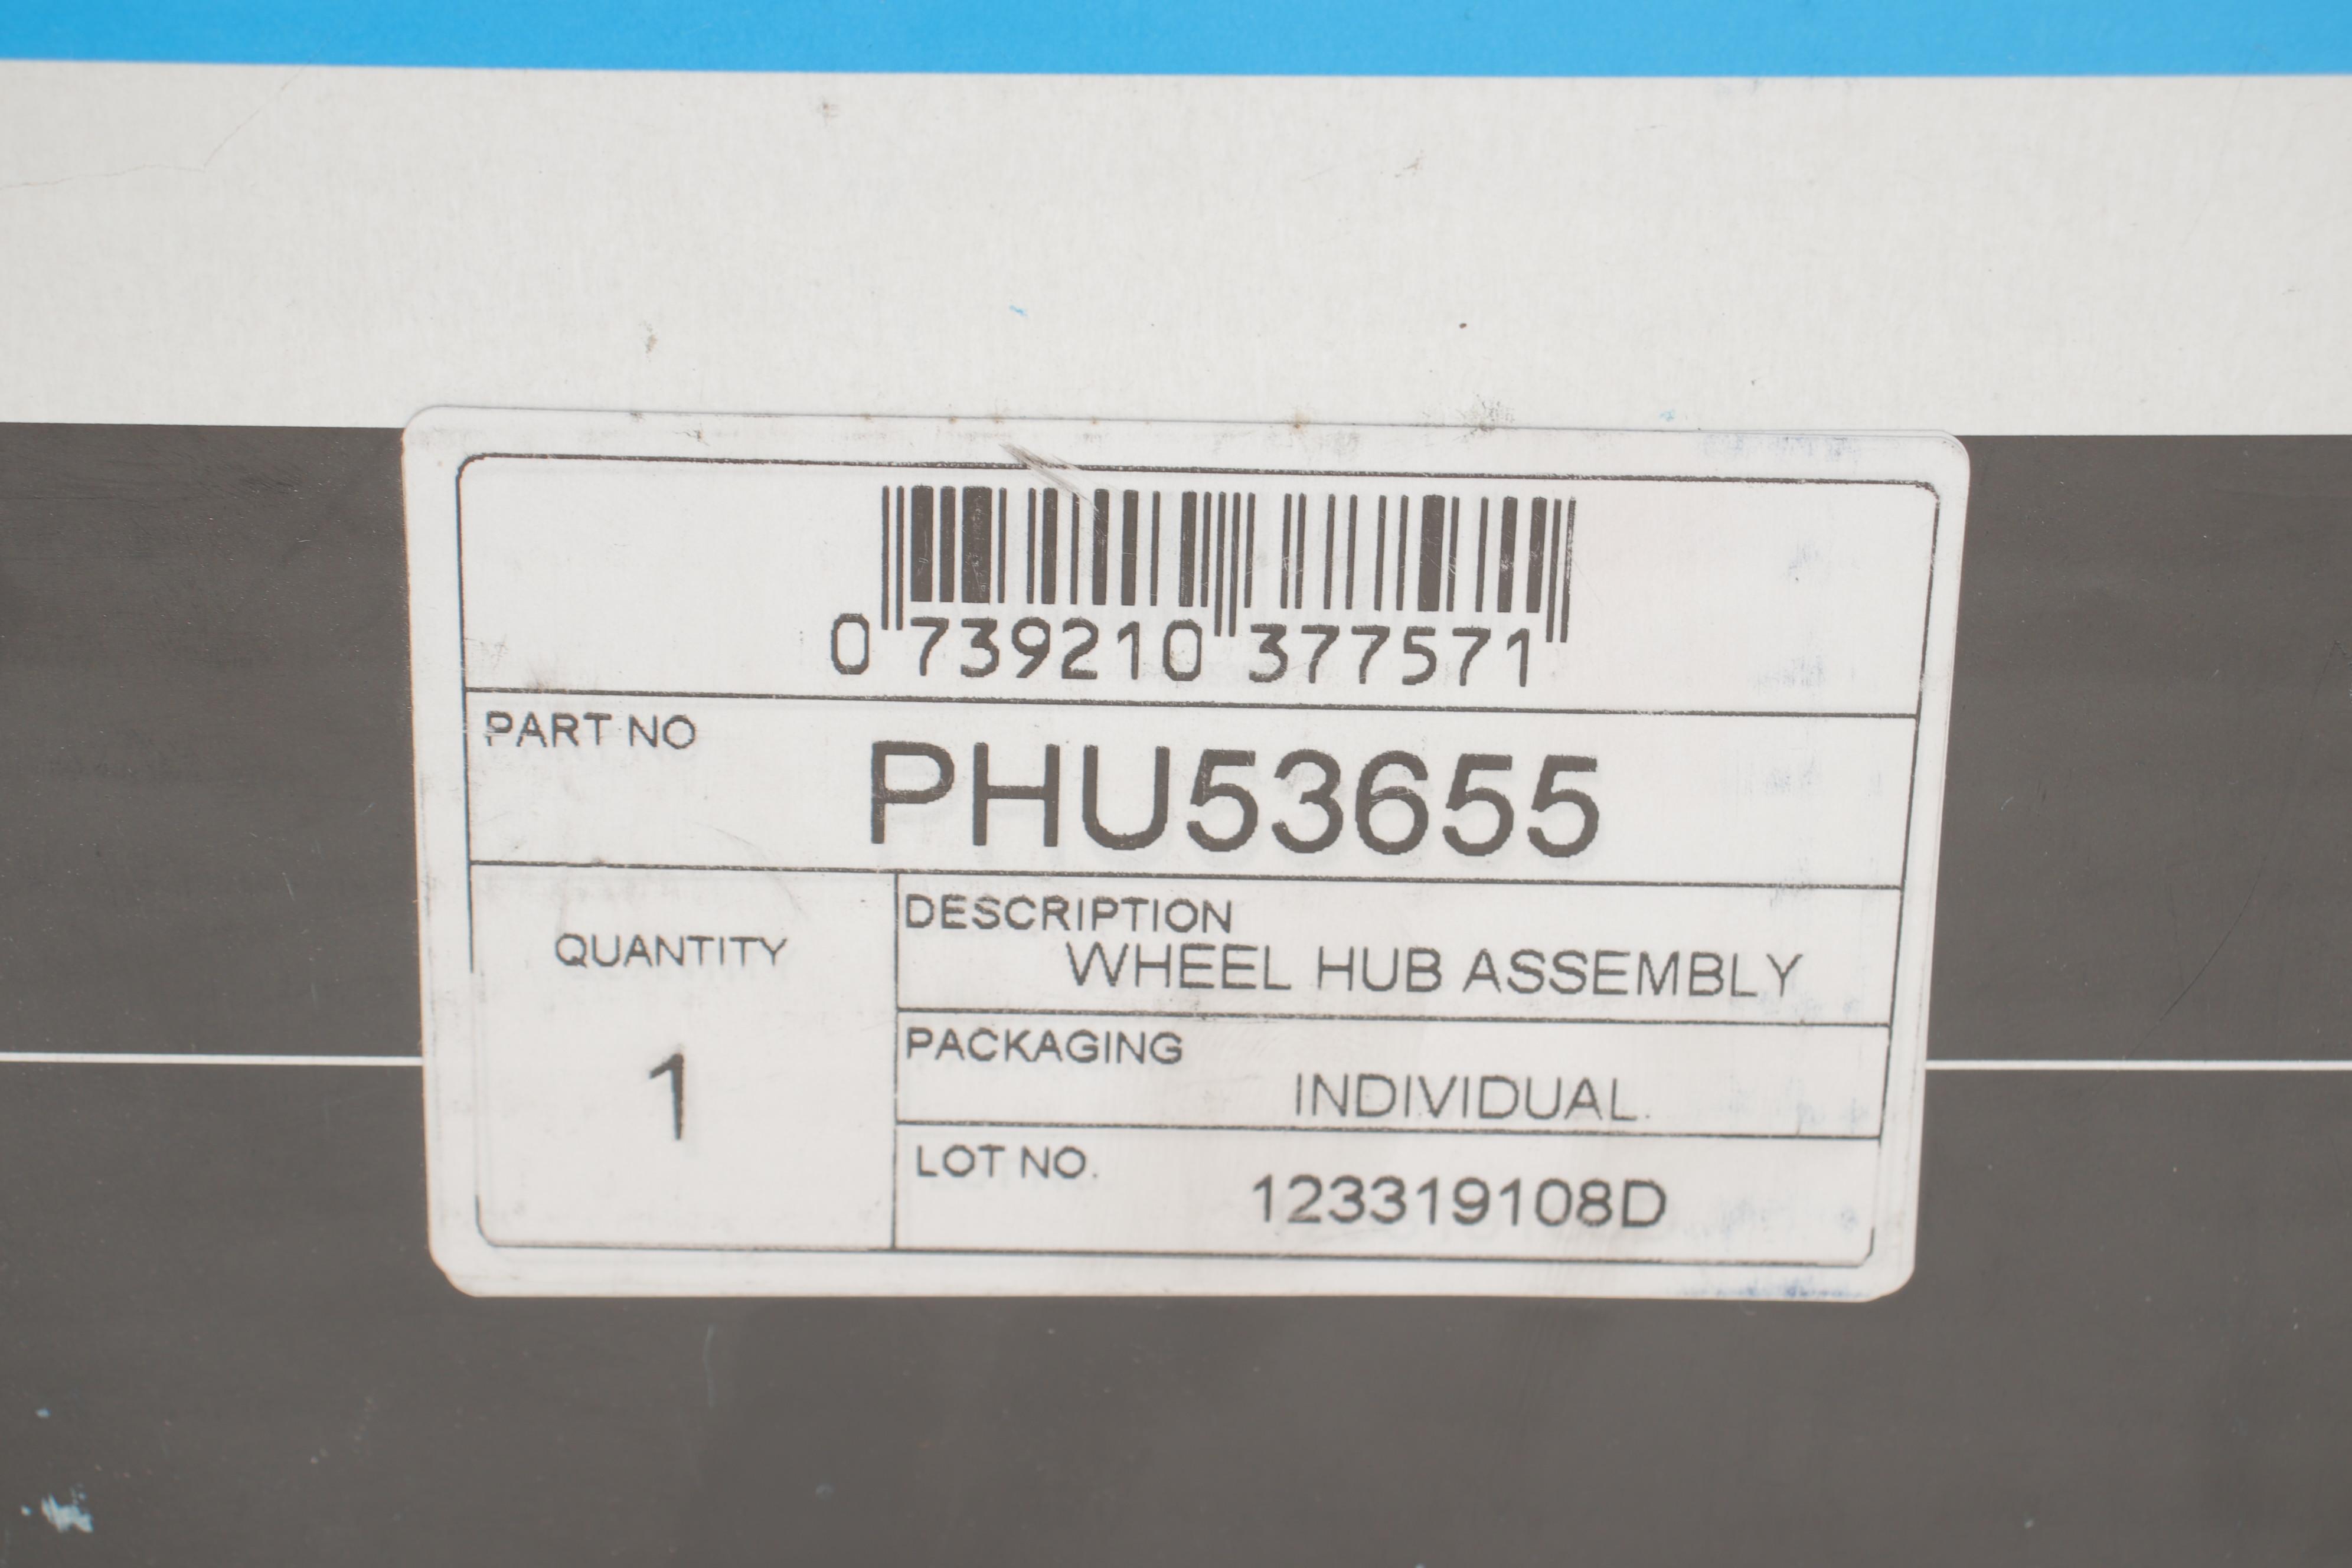 0 739210 377571
PART NO
PHU53655
QUANTITY
1
DESCRIPTION
WHEEL HUB ASSEMBLY
PACKAGING
INDIVIDUAL.
LOT NO.
123319108D